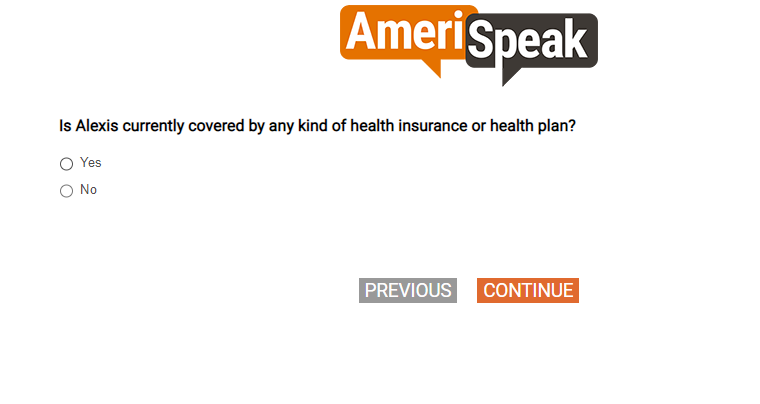 AmeriSpeak
Is Alexis currently covered by any kind of health insurance or health plan?
Yes
No
PREVIOUS CONTINUE